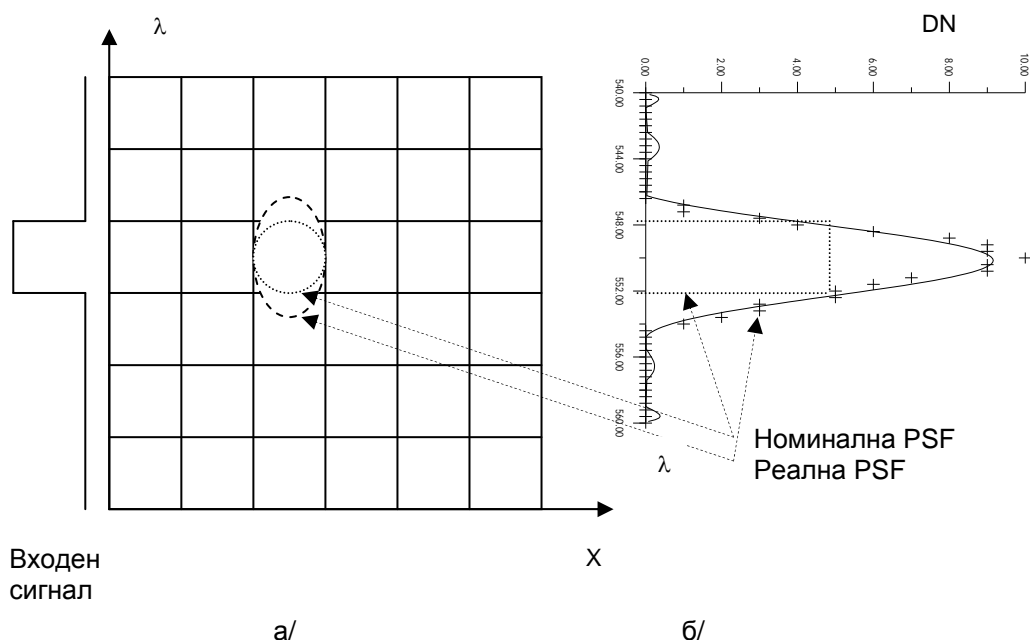 λ
DN
0.00
2.00
4.00
6.00
8.00
10.00
540.00
544.00
548.00
552.00
556.00
560.00
λ
Номинална PSF
Реална PSF
Входен
сигнал
X
а/
б/